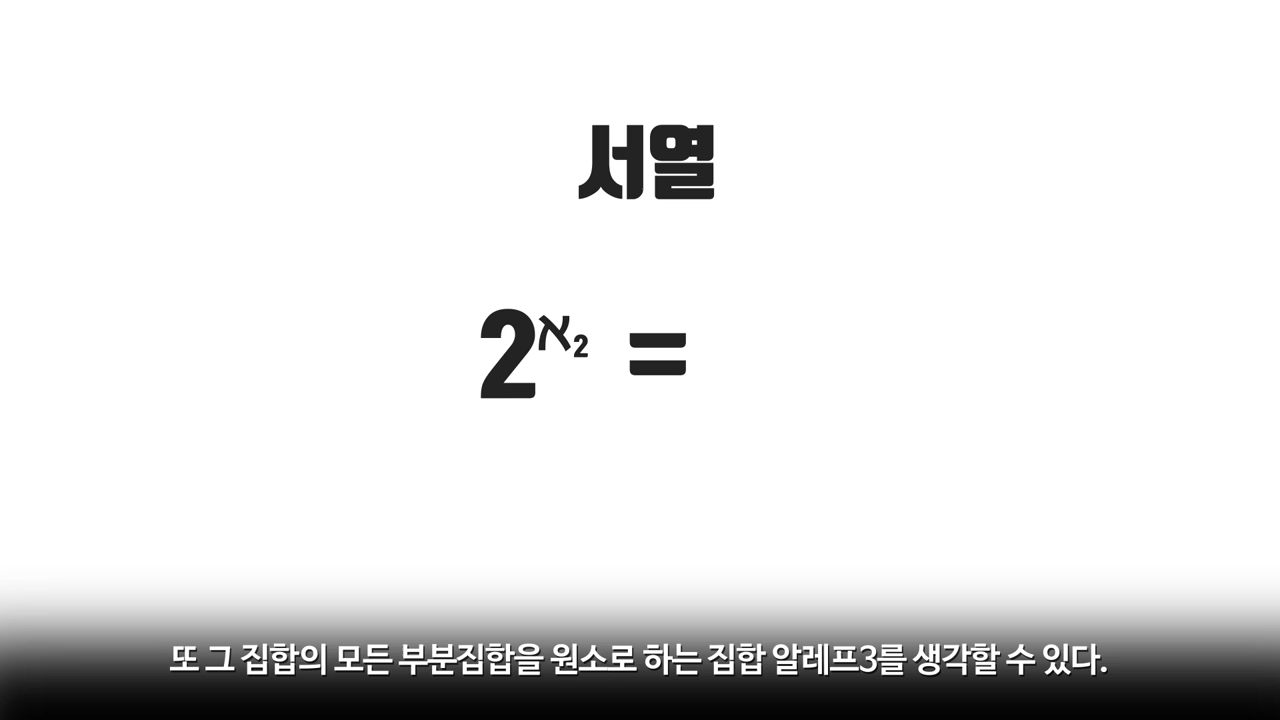 서열
2^ℵ₂ =
또 그 집합의 모든 부분집합을 원소로 하는 집합 알레프3를 생각할 수 있다.